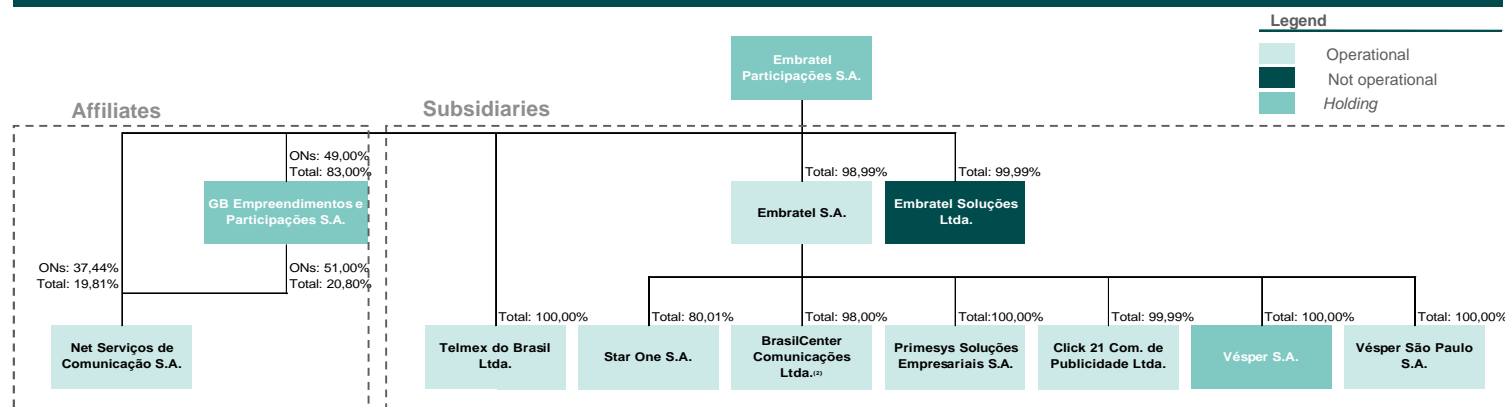 Legend
Operational
Not operational
Holding
Embratel
Participações S.A.
Affiliates
Subsidiaries
ONs: 49,00%
Total: 83,00%
Total: 98,99%
Total: 99,99%
GB Empreendimentos e
Participações S.A.
Embratel S.A.
Embratel Soluções
Ltda.
ONs: 37,44%
Total: 19,81%
ONs: 51,00%
Total: 20,80%
Total: 100,00%
Total: 80,01%
Total: 98,00%
Total:100,00%
Total: 99,99%
Total: 100,00%
Total: 100,00%
Net Serviços de
Comunicação S.A.
Telmex do Brasil
Ltda.
Star One S.A.
BrasilCenter
Comunicações
Ltda.(2)
Primesys Soluções
Empresariais S.A.
Click 21 Com. de
Publicidade Ltda.
Vésper S.A.
Vésper São Paulo
S.A.